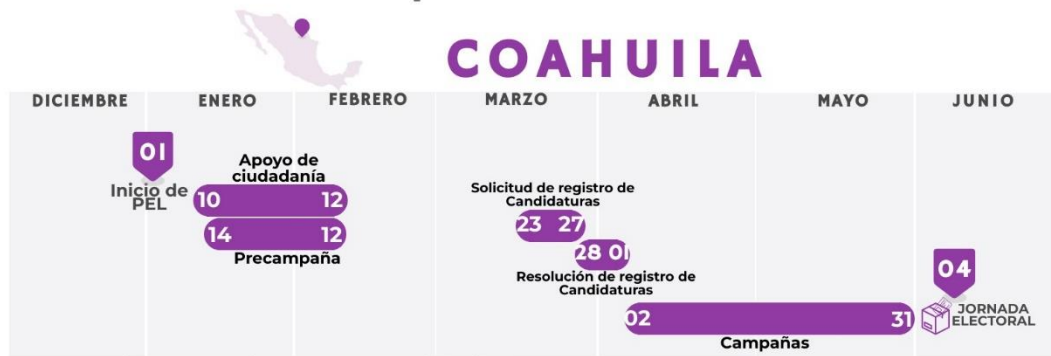 COAHUILA
DICIEMBRE ENERO FEBRERO MARZO ABRIL MAYO JUNIO
01
Inicio de
PEL
Apoyo de
ciudadanía
10 12
14 12
Precampaña
Solicitud de registro de
Candidaturas
23 27
28 01
Resolución de registro de
Candidaturas
02 31
Campañas
04
JORNADA
ELECTORAL